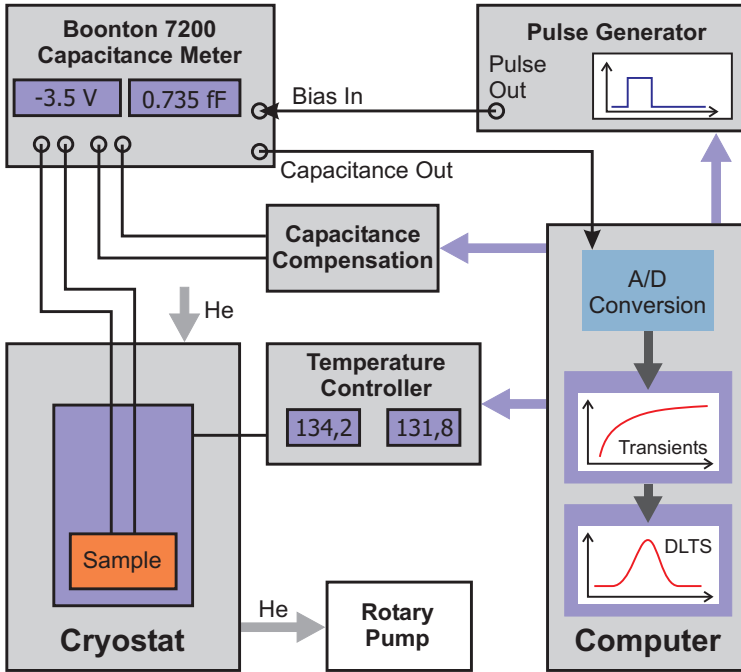 Boonton 7200
Capacitance Meter
-3.5 V
0.735 fF
Bias In
Capacitance Out
Pulse Generator
Pulse
Out
Capacitance
Compensation
He
A/D
Conversion
Temperature
Controller
134,2
131,8
Transients
DLTS
Sample
He
Cryostat
Rotary
Pump
Computer